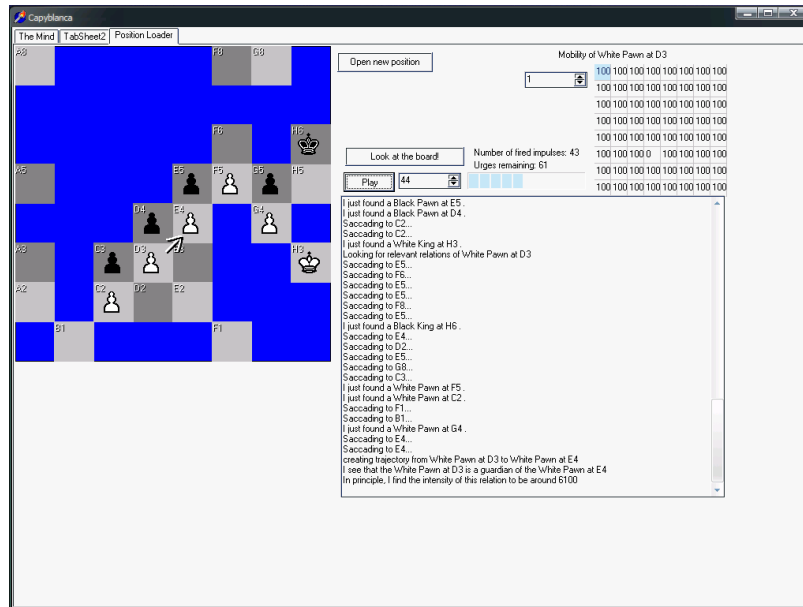 Capyblanca
The Mind TabSheet2 Position Loader
Open new position
Mobility of White Pawn at D3
1
100 100 100 100 100 100 100 100
100 100 100 100 100 100 100 100
100 100 100 100 100 100 100 100
100 100 100 100 100 100 100 100
100 100 100 100 100 100 100 100
100 100 100 0 100 100 100 100
100 100 100 100 100 100 100 100
100 100 100 100 100 100 100 100
Look at the board!
Number of fired impulses: 43
Urges remaining: 61
Play
44
A8 F8 G8
F6 H6
A5 E5 F5 G5 H5
D4 E4 G4
A3 C3 D3 E3 H3
A2 C2 D2 E2
B1 F1
I just found a Black Pawn at E5 .
I just found a Black Pawn at D4 .
Saccading to C2...
Saccading to C2...
I just found a White King at H3 .
Looking for relevant relations of White Pawn at D3
Saccading to E5...
Saccading to F6...
Saccading to E5...
Saccading to E5...
Saccading to F8...
Saccading to E5...
I just found a Black King at H6 .
Saccading to E4...
Saccading to D2...
Saccading to E5...
Saccading to G8...
Saccading to C3...
I just found a White Pawn at F5 .
I just found a White Pawn at C2 .
Saccading to F1...
Saccading to B1...
I just found a White Pawn at G4 .
Saccading to E4...
Saccading to E4...
creating trajectory from White Pawn at D3 to White Pawn at E4
I see that the White Pawn at D3 is a guardian of the White Pawn at E4
In principle, I find the intensity of this relation to be around 6100